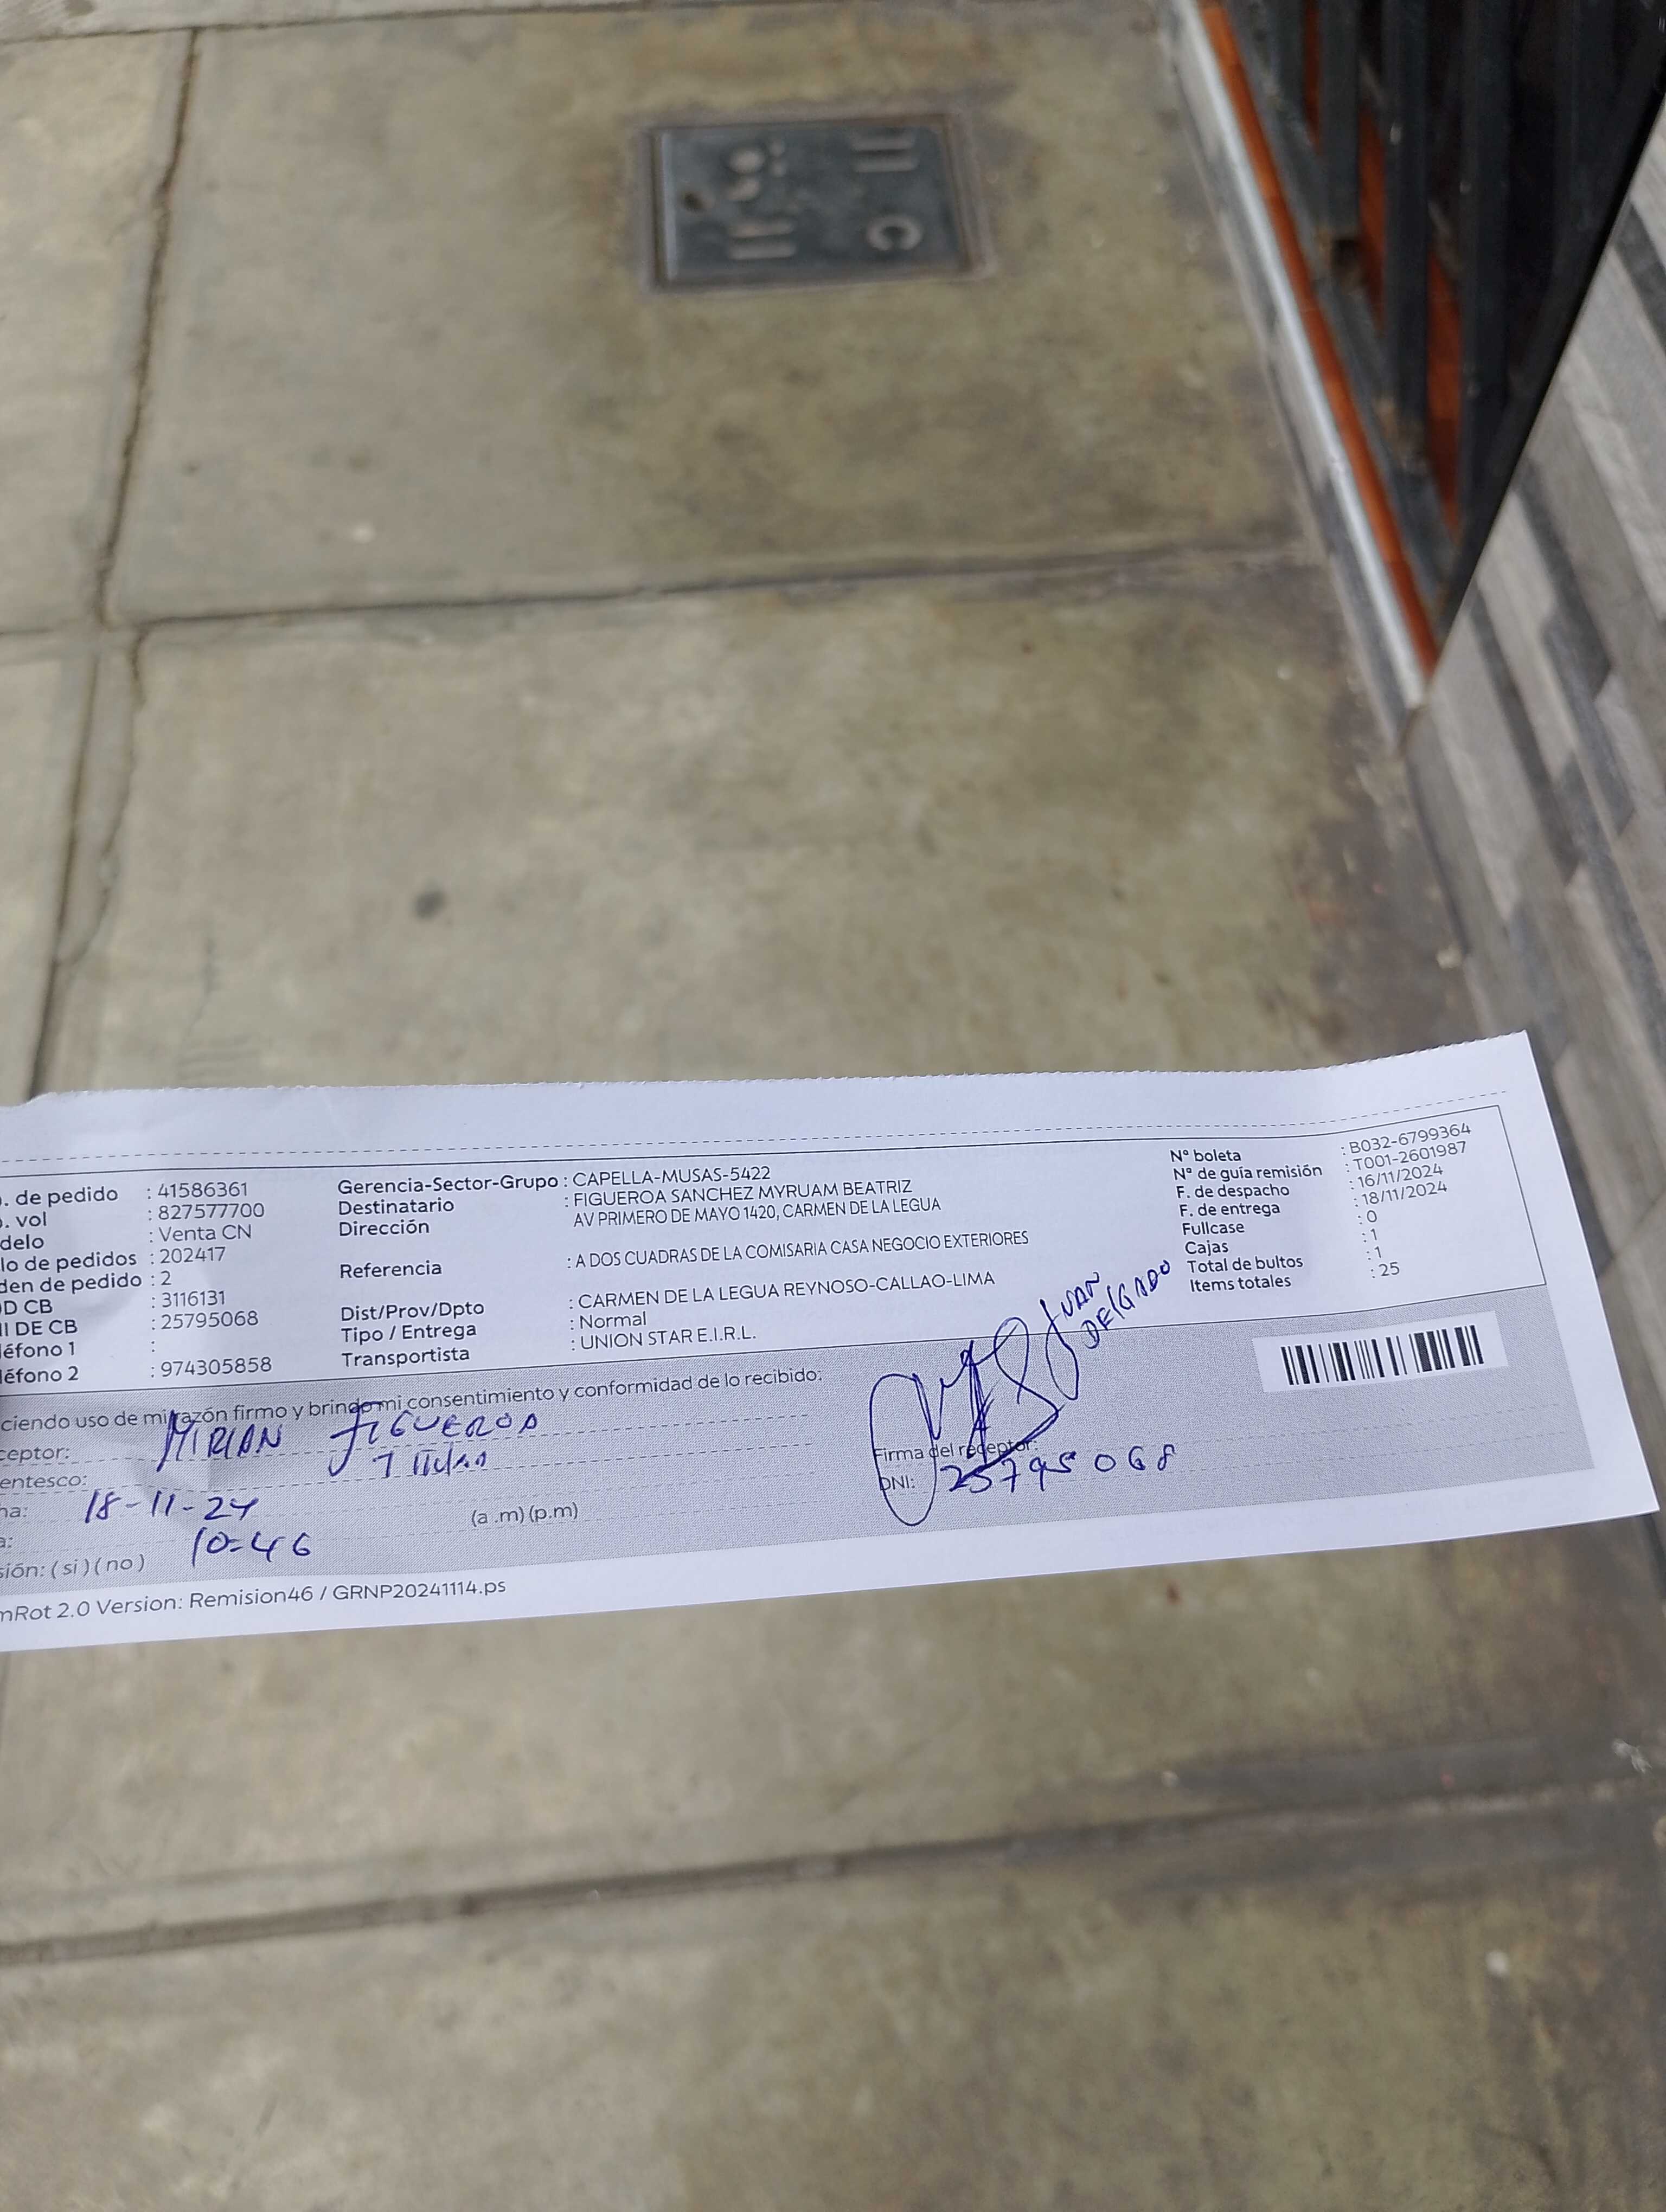 . de pedido : 41586361
. vol : 827577700
delo : Venta CN
lo de pedidos : 202417
den de pedido : 2
D CB : 3116131
I DE CB : 25795068
éfono 1 :
éfono 2 : 974305858
Gerencia-Sector-Grupo : CAPELLA-MUSAS-5422
Destinatario : FIGUEROA SANCHEZ MYRUAM BEATRIZ
Dirección AV PRIMERO DE MAYO 1420, CARMEN DE LA LEGUA
Referencia : A DOS CUADRAS DE LA COMISARIA CASA NEGOCIO EXTERIORES
Dist/Prov/Dpto : CARMEN DE LA LEGUA REYNOSO-CALLAO-LIMA
Tipo / Entrega : Normal
Transportista : UNION STAR E.I.R.L.
N° boleta : B032-6799364
N° de guía remisión : T001-2601987
F. de despacho : 16/11/2024
F. de entrega : 18/11/2024
Fullcase : 0
Cajas : 1
Total de bultos : 1
Items totales : 25
ciendo uso de mi razón firmo y brindo mi consentimiento y conformidad de lo recibido:
ceptor: MIRIAN FIGUEROA
entesco:
ha: 18-11-24
a: 10:46 (a .m) (p.m)
sión: ( si ) ( no )
JUAN
DELGADO
Firma del receptor:
DNI: 25795068
mRot 2.0 Version: Remision46 / GRNP20241114.ps